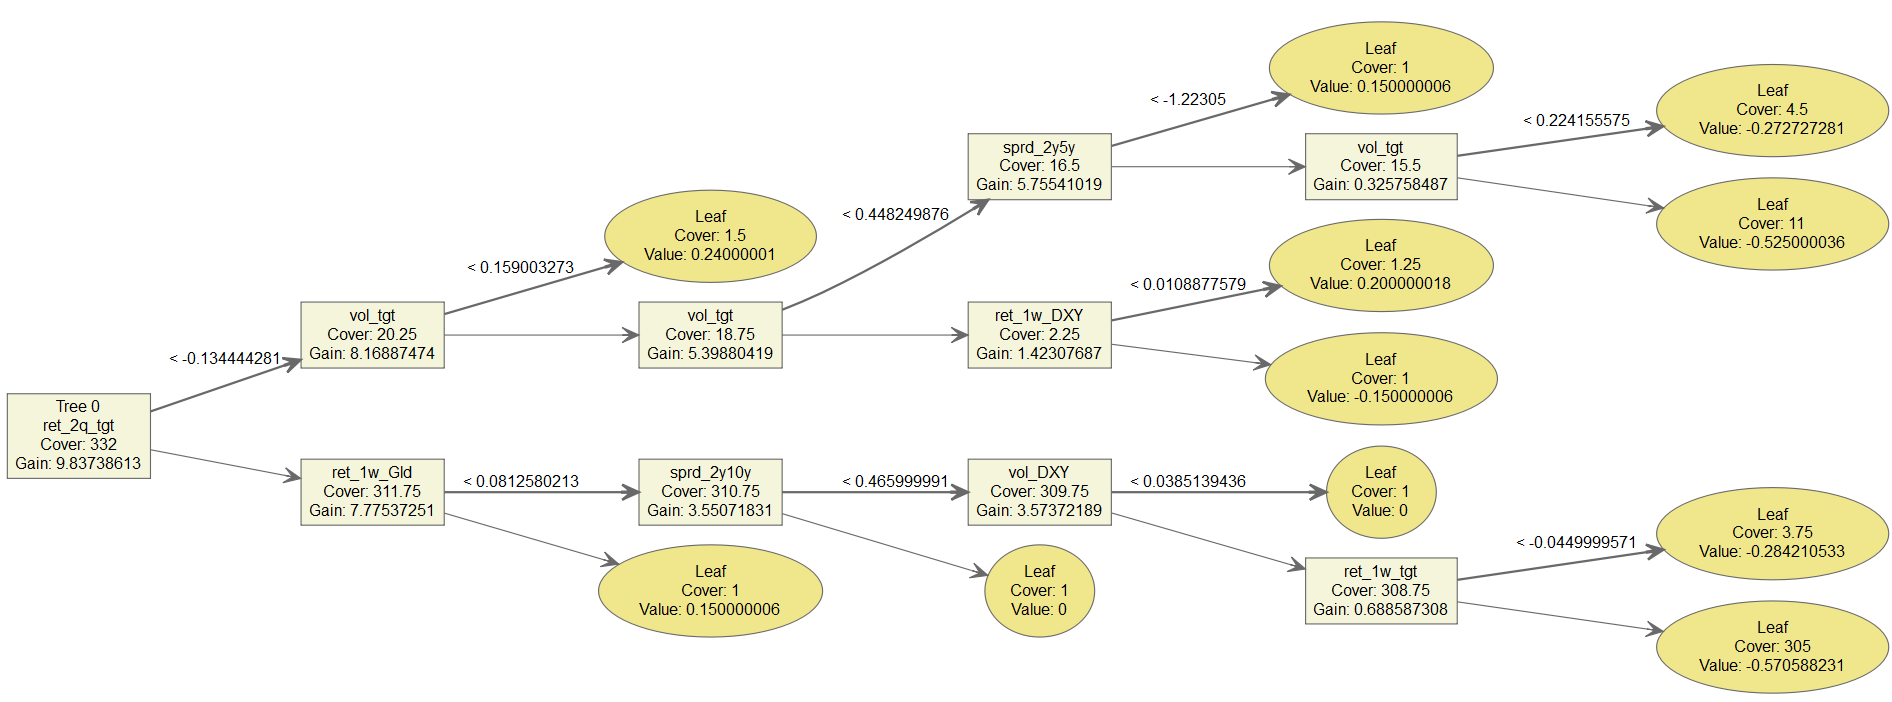 Leaf
Cover: 1
Value: 0.150000006
< -1.22305
Leaf
Cover: 4.5
Value: -0.272727281
< 0.224155575
sprd_2y5y
Cover: 16.5
Gain: 5.75541019
vol_tgt
Cover: 15.5
Gain: 0.325758487
Leaf
Cover: 11
Value: -0.525000036
< 0.448249876
Leaf
Cover: 1.5
Value: 0.24000001
< 0.159003273
Leaf
Cover: 1.25
Value: 0.200000018
< 0.0108877579
vol_tgt
Cover: 20.25
Gain: 8.16887474
vol_tgt
Cover: 18.75
Gain: 5.39880419
ret_1w_DXY
Cover: 2.25
Gain: 1.42307687
Leaf
Cover: 1
Value: -0.150000006
< -0.134444281
Tree 0
ret_2q_tgt
Cover: 332
Gain: 9.83738613
ret_1w_Gld
Cover: 311.75
Gain: 7.77537251
< 0.0812580213
sprd_2y10y
Cover: 310.75
Gain: 3.55071831
< 0.465999991
vol_DXY
Cover: 309.75
Gain: 3.57372189
< 0.0385139436
Leaf
Cover: 1
Value: 0
Leaf
Cover: 1
Value: 0.150000006
Leaf
Cover: 1
Value: 0
ret_1w_tgt
Cover: 308.75
Gain: 0.688587308
< -0.0449999571
Leaf
Cover: 3.75
Value: -0.284210533
Leaf
Cover: 305
Value: -0.570588231